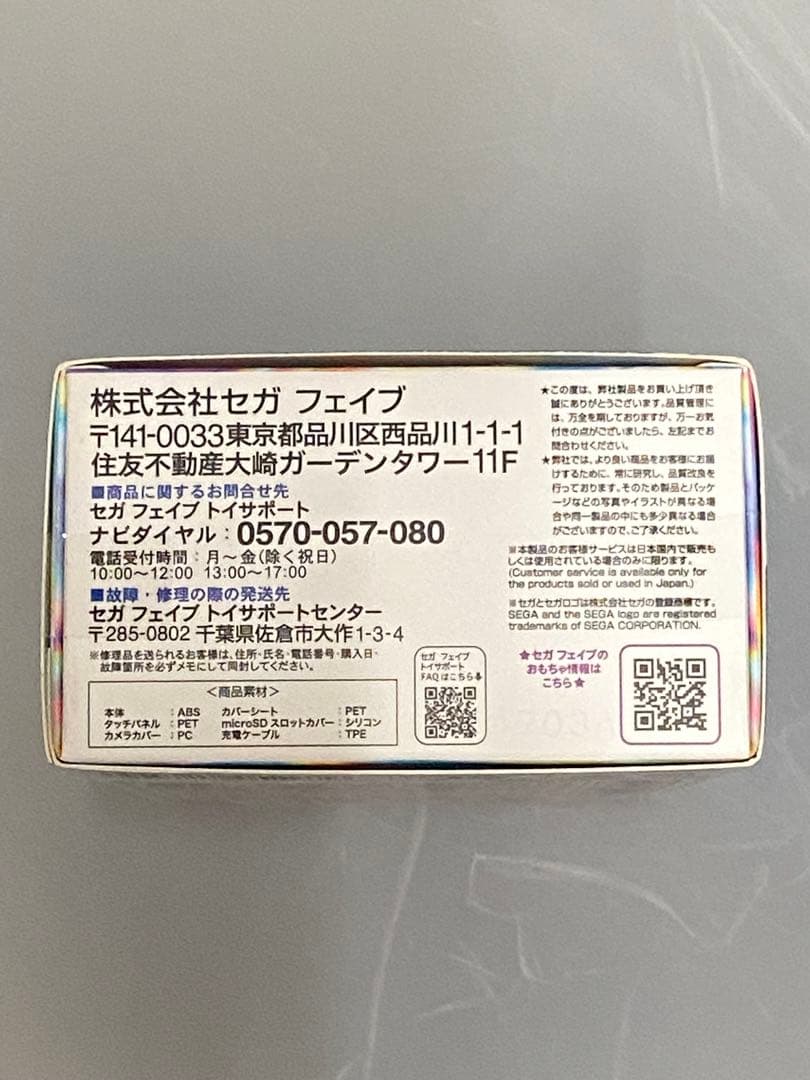 株式会社セガ フェイブ
〒141-0033東京都品川区西品川1-1-1
住友不動産大崎ガーデンタワー11F
■商品に関するお問合せ先
セガ フェイブ トイサポート
ナビダイヤル：0570-057-080
電話受付時間：月～金(除く祝日)
10:00～12:00 13:00～17:00
■故障・修理の際の発送先
セガ フェイブ トイサポートセンター
〒285-0802 千葉県佐倉市大作1-3-4
※修理品を送られるお客様は、住所・氏名・電話番号・購入日・
故障箇所を必ずメモにして同封してください。
＜商品素材＞
本体：ABS カバーシート：PET
タッチパネル：PET microSDスロットカバー：シリコン
カメラカバー：PC 充電ケーブル：TPE
セガ フェイブ
トイサポート
FAQはこちら⬇
★この度は、弊社製品をお買い上げ頂き
誠にありがとうございます。品質管理に
は、万全を期しておりますが、万一お気
付きの点がございましたら、左記までお
問合わせください。
★弊社では、より良い商品をお客様にお届
けするために、常に研究し、品質改良を
行っております。そのため製品とパッケ
ージなどの写真やイラストが異なる場
合や同一製品の中にも多少異なる場合
がございますので、ご了承ください。
※本製品のお客様サービスは日本国内で販売も
しくは使用されている場合のみに限ります。
(Customer service is available only for
the products sold or used in Japan.)
※セガとセガロゴは株式会社セガの登録商標です。
SEGA and the SEGA logo are registered
trademarks of SEGA CORPORATION.
★セガ フェイブの
おもちゃ情報は
こちら★